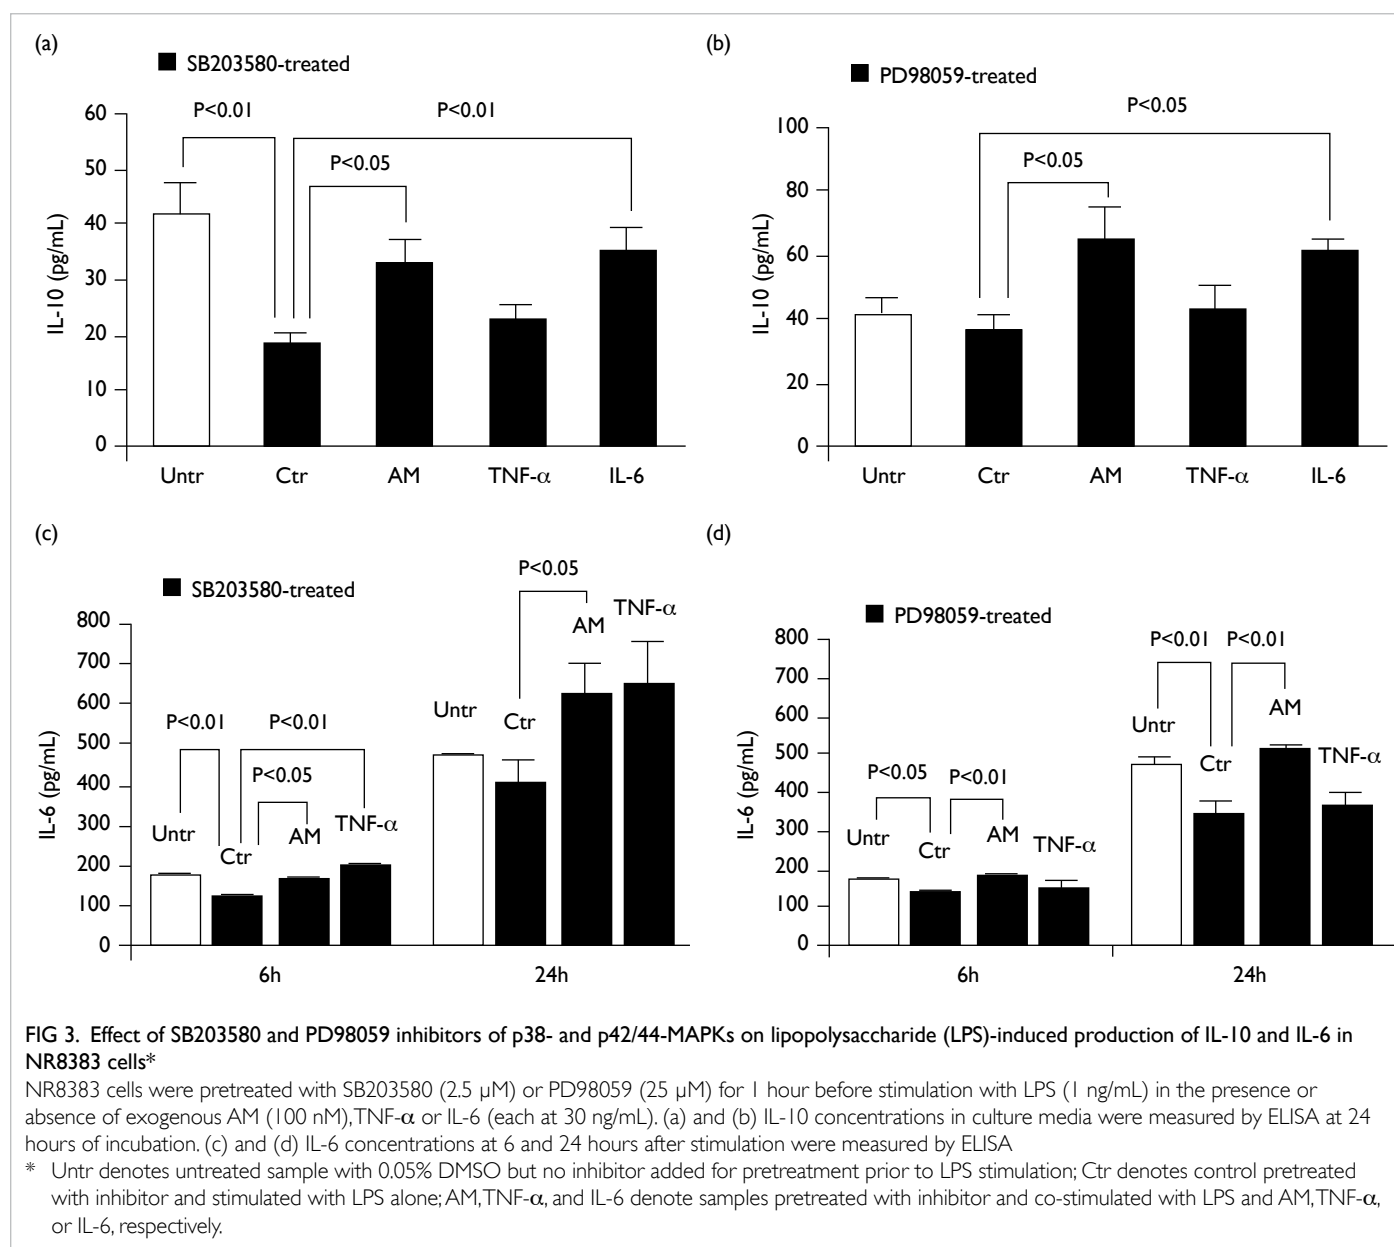 (a)
SB203580-treated
P<0.01
P<0.01
P<0.05
60
50
40
30
20
10
0
IL-10 (pg/mL)
Untr
Ctr
AM
TNF-α
IL-6
(b)
PD98059-treated
P<0.05
P<0.05
100
80
60
40
20
0
IL-10 (pg/mL)
Untr
Ctr
AM
TNF-α
IL-6
(c)
SB203580-treated
P<0.05
TNF-α
AM
Untr
Ctr
P<0.01
P<0.01
P<0.05
Untr
Ctr
AM
TNF-α
800
700
600
500
400
300
200
100
0
IL-6 (pg/mL)
6h
24h
(d)
PD98059-treated
P<0.01
P<0.01
Untr
Ctr
AM
TNF-α
P<0.05
P<0.01
Untr
Ctr
AM
TNF-α
800
700
600
500
400
300
200
100
0
IL-6 (pg/mL)
6h
24h
FIG 3. Effect of SB203580 and PD98059 inhibitors of p38- and p42/44-MAPKs on lipopolysaccharide (LPS)-induced production of IL-10 and IL-6 in
NR8383 cells*
NR8383 cells were pretreated with SB203580 (2.5 µM) or PD98059 (25 µM) for 1 hour before stimulation with LPS (1 ng/mL) in the presence or
absence of exogenous AM (100 nM), TNF-α or IL-6 (each at 30 ng/mL). (a) and (b) IL-10 concentrations in culture media were measured by ELISA at 24
hours of incubation. (c) and (d) IL-6 concentrations at 6 and 24 hours after stimulation were measured by ELISA
* Untr denotes untreated sample with 0.05% DMSO but no inhibitor added for pretreatment prior to LPS stimulation; Ctr denotes control pretreated
with inhibitor and stimulated with LPS alone; AM, TNF-α, and IL-6 denote samples pretreated with inhibitor and co-stimulated with LPS and AM, TNF-α,
or IL-6, respectively.